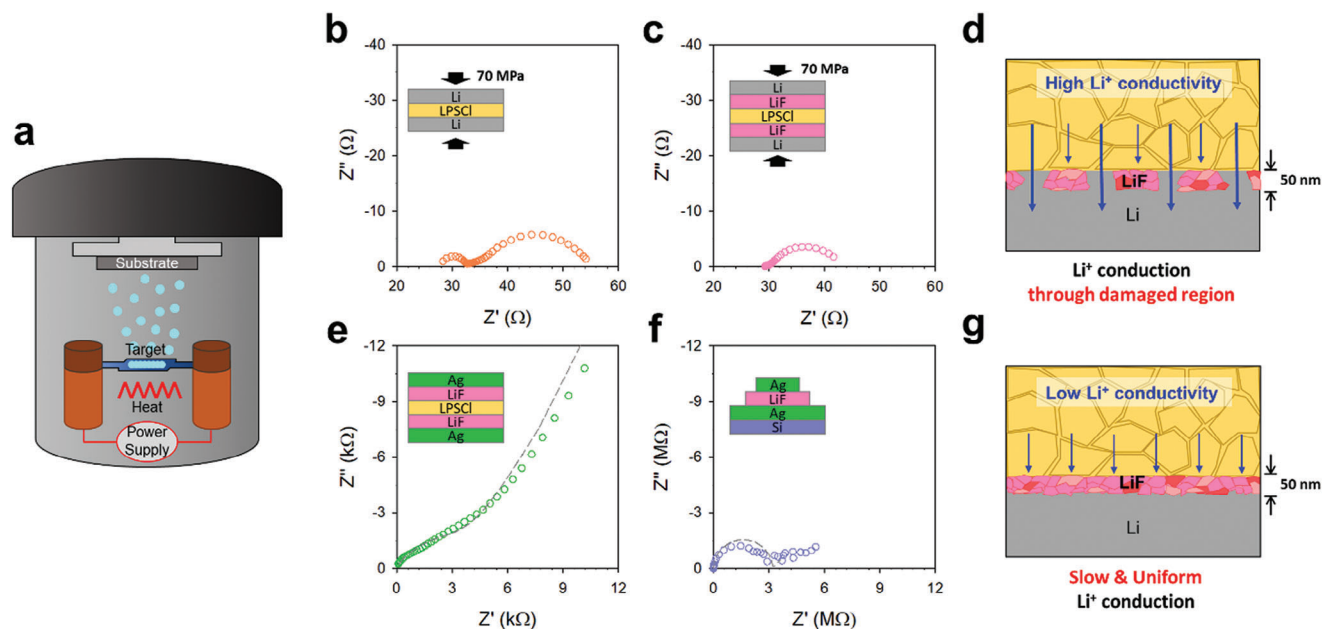 a
Substrate
Target
Heat
Power
Supply
b
-40
-30
-20
-10
0
Z'' (Ω)
20
30
40
50
60
Z' (Ω)
70 MPa
Li
LPSCl
Li
c
-40
-30
-20
-10
0
Z'' (Ω)
20
30
40
50
60
Z' (Ω)
70 MPa
Li
LiF
LPSCl
LiF
Li
d
High Li⁺ conductivity
LiF
Li
50 nm
Li⁺ conduction
through damaged region
e
-12
-9
-6
-3
0
Z'' (kΩ)
0
3
6
9
12
Z' (kΩ)
Ag
LiF
LPSCl
LiF
Ag
f
-12
-9
-6
-3
0
Z'' (MΩ)
0
3
6
9
12
Z' (MΩ)
Ag
LiF
Ag
Si
g
Low Li⁺ conductivity
LiF
Li
50 nm
Slow & Uniform
Li⁺ conduction